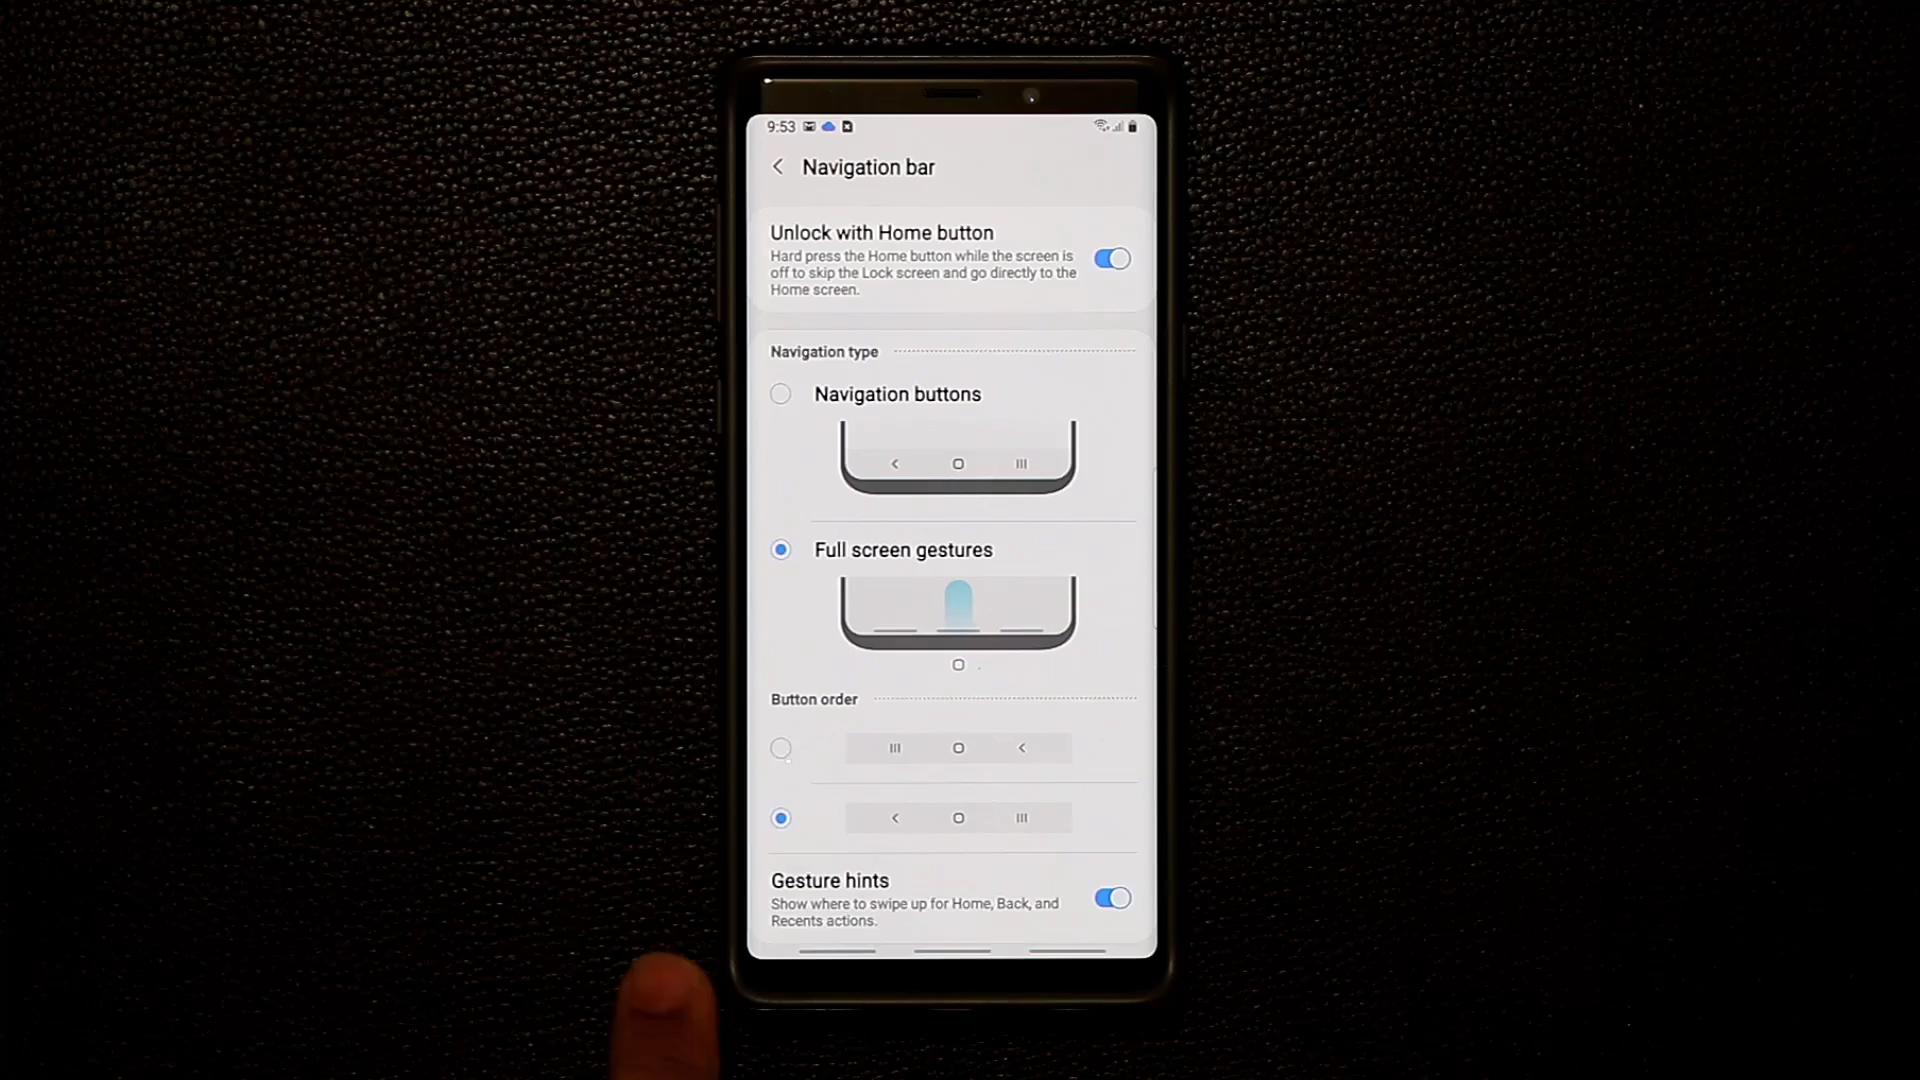 9:53
Navigation bar
Unlock with Home button
Hard press the Home button while the screen is
off to skip the Lock screen and go directly to the
Home screen.
Navigation type
Navigation buttons
Full screen gestures
Button order
Gesture hints
Show where to swipe up for Home, Back, and
Recents actions.